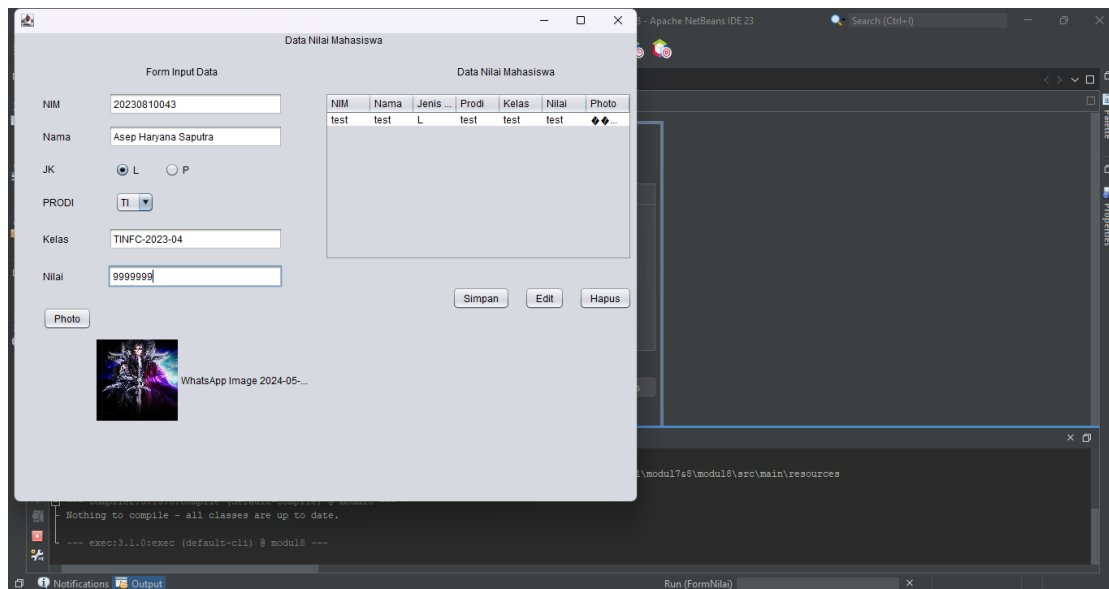 8 - Apache NetBeans IDE 23
Search (Ctrl+I)
Data Nilai Mahasiswa
Form Input Data
Data Nilai Mahasiswa
NIM
20230810043
Nama
Asep Haryana Saputra
JK
L
P
PRODI
TI
Kelas
TINFC-2023-04
Nilai
9999999
Photo
WhatsApp Image 2024-05-...
NIM Nama Jenis ... Prodi Kelas Nilai Photo
test test L test test test ��...
Simpan Edit Hapus
Palette
Properties
\modul7&8\modul8\src\main\resources
Nothing to compile - all classes are up to date.
--- exec:3.1.0:exec (default-cli) @ modul8 ---
Notifications Output
Run (FormNilai)